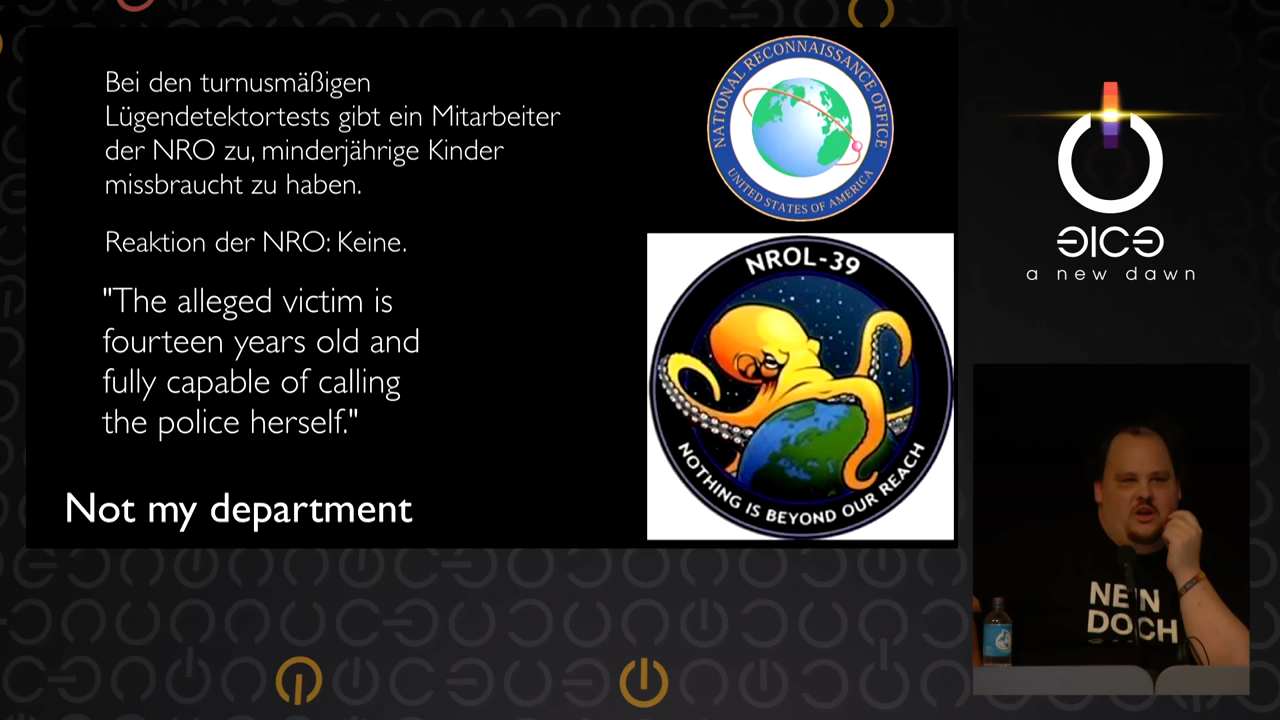 Bei den turnusmäßigen
Lügendetektortests gibt ein Mitarbeiter
der NRO zu, minderjährige Kinder
missbraucht zu haben.
Reaktion der NRO: Keine.
"The alleged victim is
fourteen years old and
fully capable of calling
the police herself."
Not my department
NATIONAL RECONNAISSANCE OFFICE
UNITED STATES OF AMERICA
NROL-39
NOTHING IS BEYOND OUR REACH
a new dawn
NEIN
DOCH